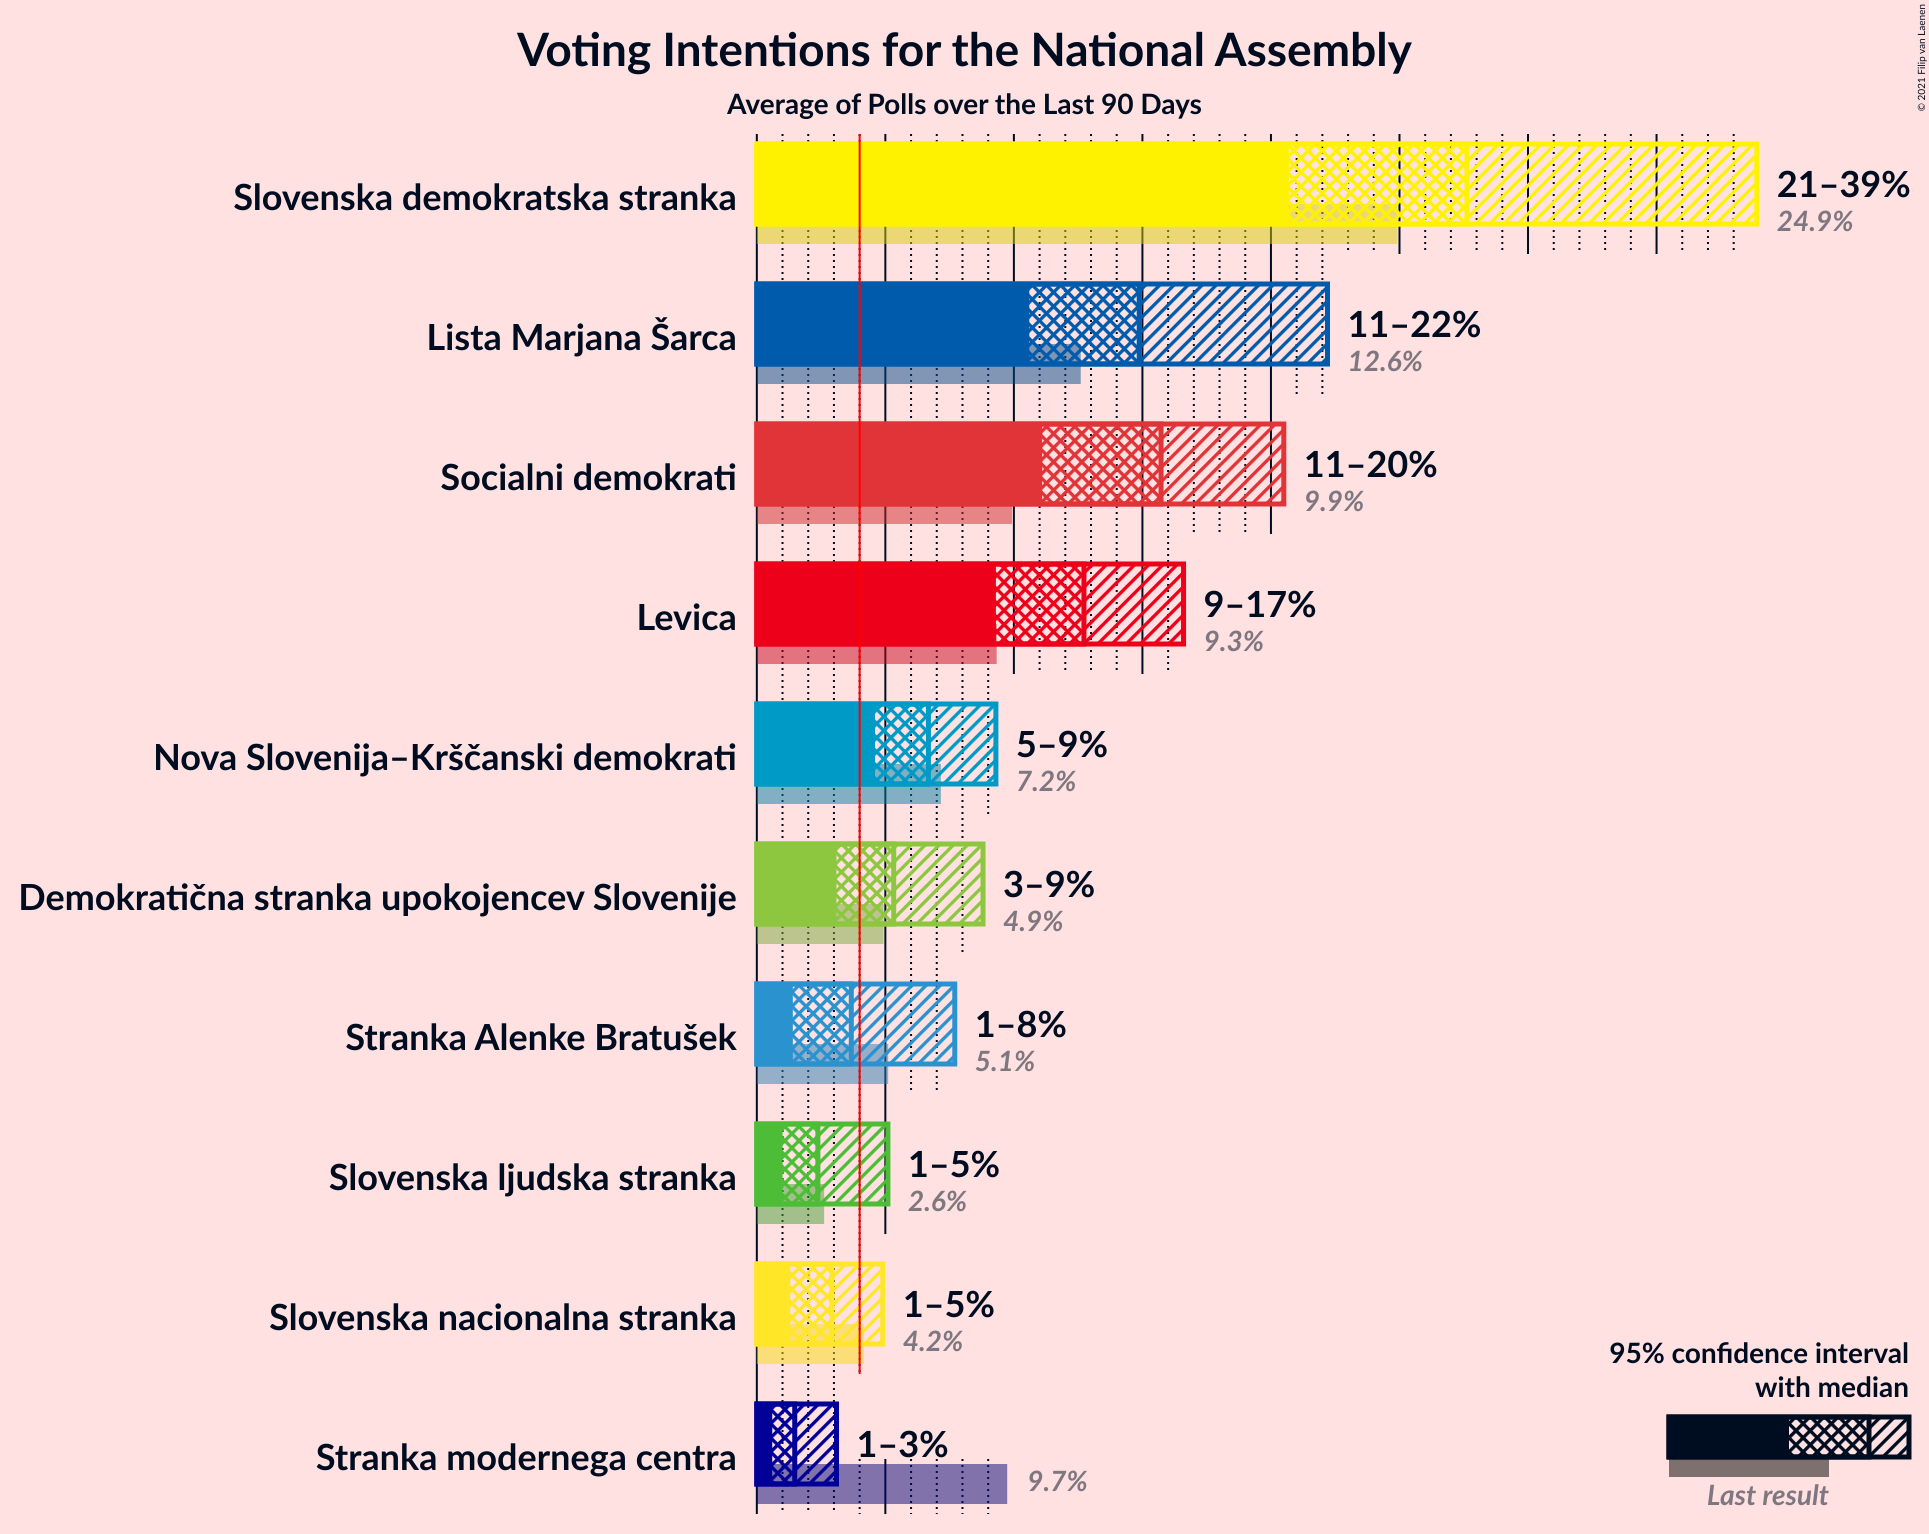 Voting Intentions for the National Assembly
Average of Polls over the Last 90 Days
© 2021 Filip van Laenen
Slovenska demokratska stranka
21–39%
24.9%
Lista Marjana Šarca
11–22%
12.6%
Socialni demokrati
11–20%
9.9%
Levica
9–17%
9.3%
Nova Slovenija–Krščanski demokrati
5–9%
7.2%
Demokratična stranka upokojencev Slovenije
3–9%
4.9%
Stranka Alenke Bratušek
1–8%
5.1%
Slovenska ljudska stranka
1–5%
2.6%
Slovenska nacionalna stranka
1–5%
4.2%
Stranka modernega centra
1–3%
9.7%
95% confidence interval
with median
Last result